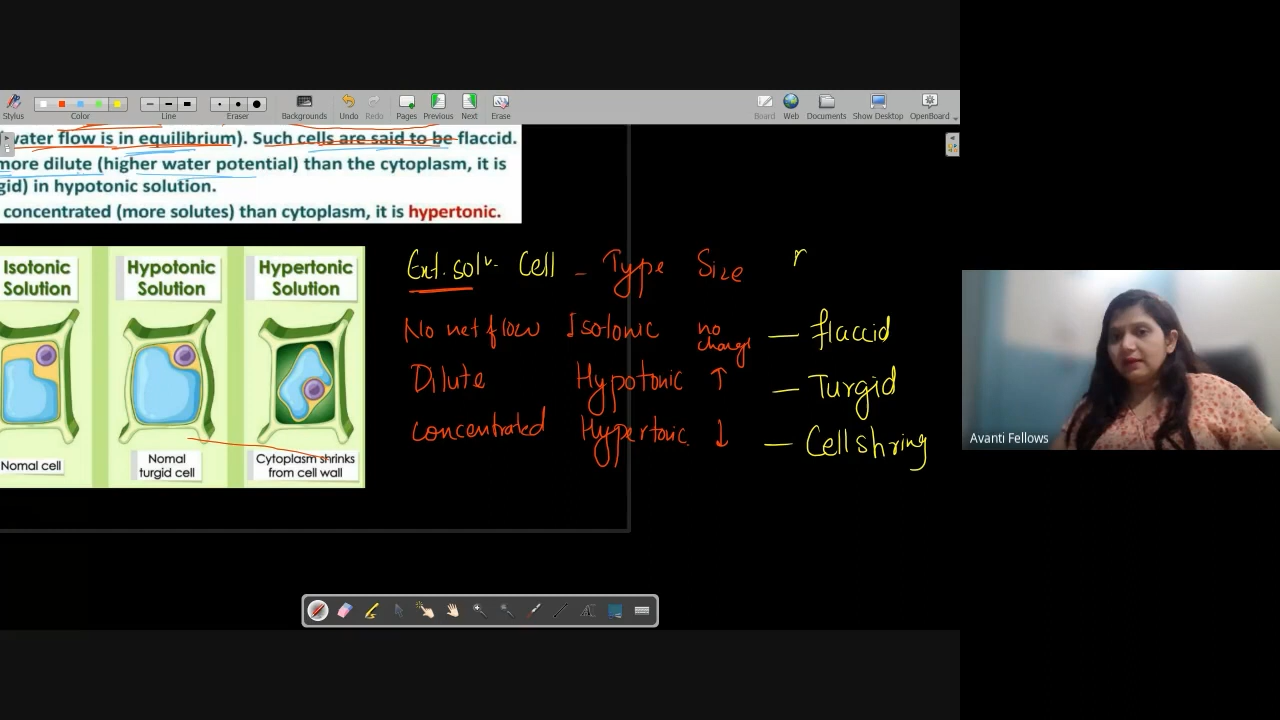 Stylus
Color
Line
Eraser
Backgrounds
Undo
Redo
Pages
Previous
Next
Erase
Board
Web
Documents
Show Desktop
OpenBoard
water flow is in equilibrium). Such cells are said to be flaccid.
more dilute (higher water potential) than the cytoplasm, it is
gid) in hypotonic solution.
concentrated (more solutes) than cytoplasm, it is hypertonic.
Isotonic Solution
Hypotonic Solution
Hypertonic Solution
Nomal cell
Nomal turgid cell
Cytoplasm shrinks from cell wall
Ext. solv. Cell - Type Size r
No net flow Isotonic no change — flaccid
Dilute Hypotonic ↑ — Turgid
concentrated Hypertonic. ↓ — Cell shring
Avanti Fellows